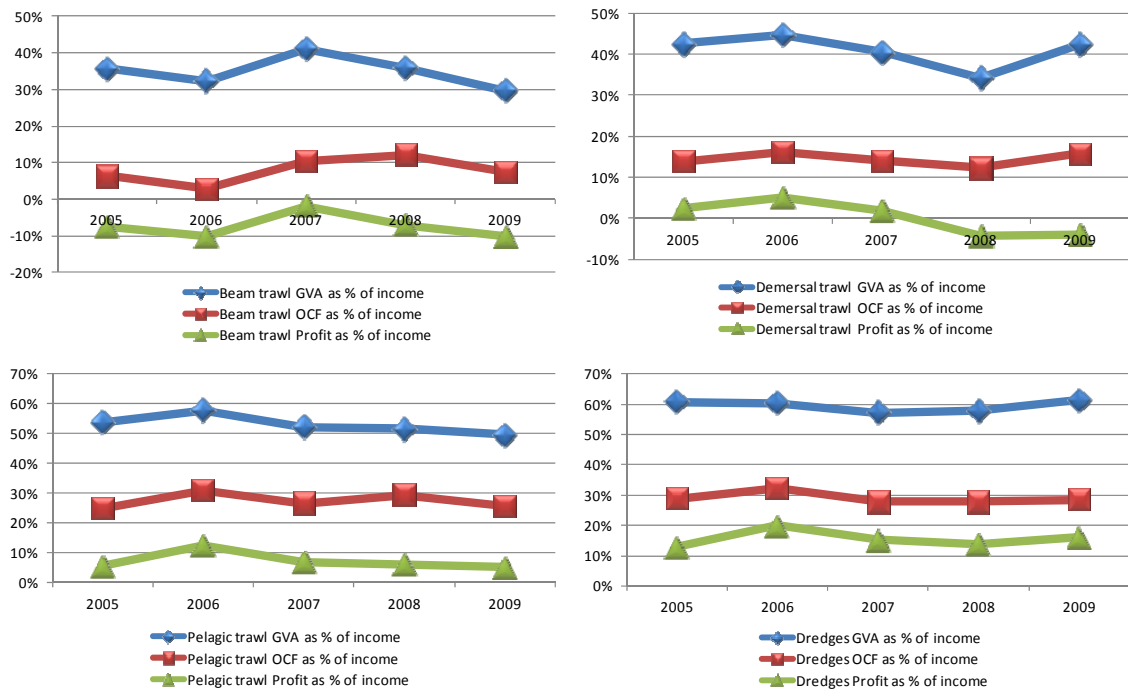 50%
40%
30%
20%
10%
0%
-10%
-20%
2005 2006 2007 2008 2009
Beam trawl GVA as % of income
Beam trawl OCF as % of income
Beam trawl Profit as % of income
50%
40%
30%
20%
10%
0%
-10%
2005 2006 2007 2008 2009
Demersal trawl GVA as % of income
Demersal trawl OCF as % of income
Demersal trawl Profit as % of income
70%
60%
50%
40%
30%
20%
10%
0%
2005 2006 2007 2008 2009
Pelagic trawl GVA as % of income
Pelagic trawl OCF as % of income
Pelagic trawl Profit as % of income
70%
60%
50%
40%
30%
20%
10%
0%
2005 2006 2007 2008 2009
Dredges GVA as % of income
Dredges OCF as % of income
Dredges Profit as % of income